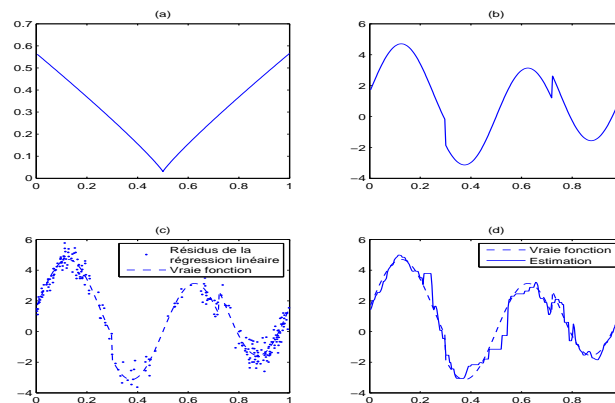 (a)
0.7
0.6
0.5
0.4
0.3
0.2
0.1
0
0 0.2 0.4 0.6 0.8 1
(b)
6
4
2
0
−2
−4
0 0.2 0.4 0.6 0.8
(c)
6
4
2
0
−2
−4
0 0.2 0.4 0.6 0.8 1
Résidus de la
régression linéaire
Vraie fonction
(d)
6
4
2
0
−2
−4
0 0.2 0.4 0.6 0.8
Vraie fonction
Estimation